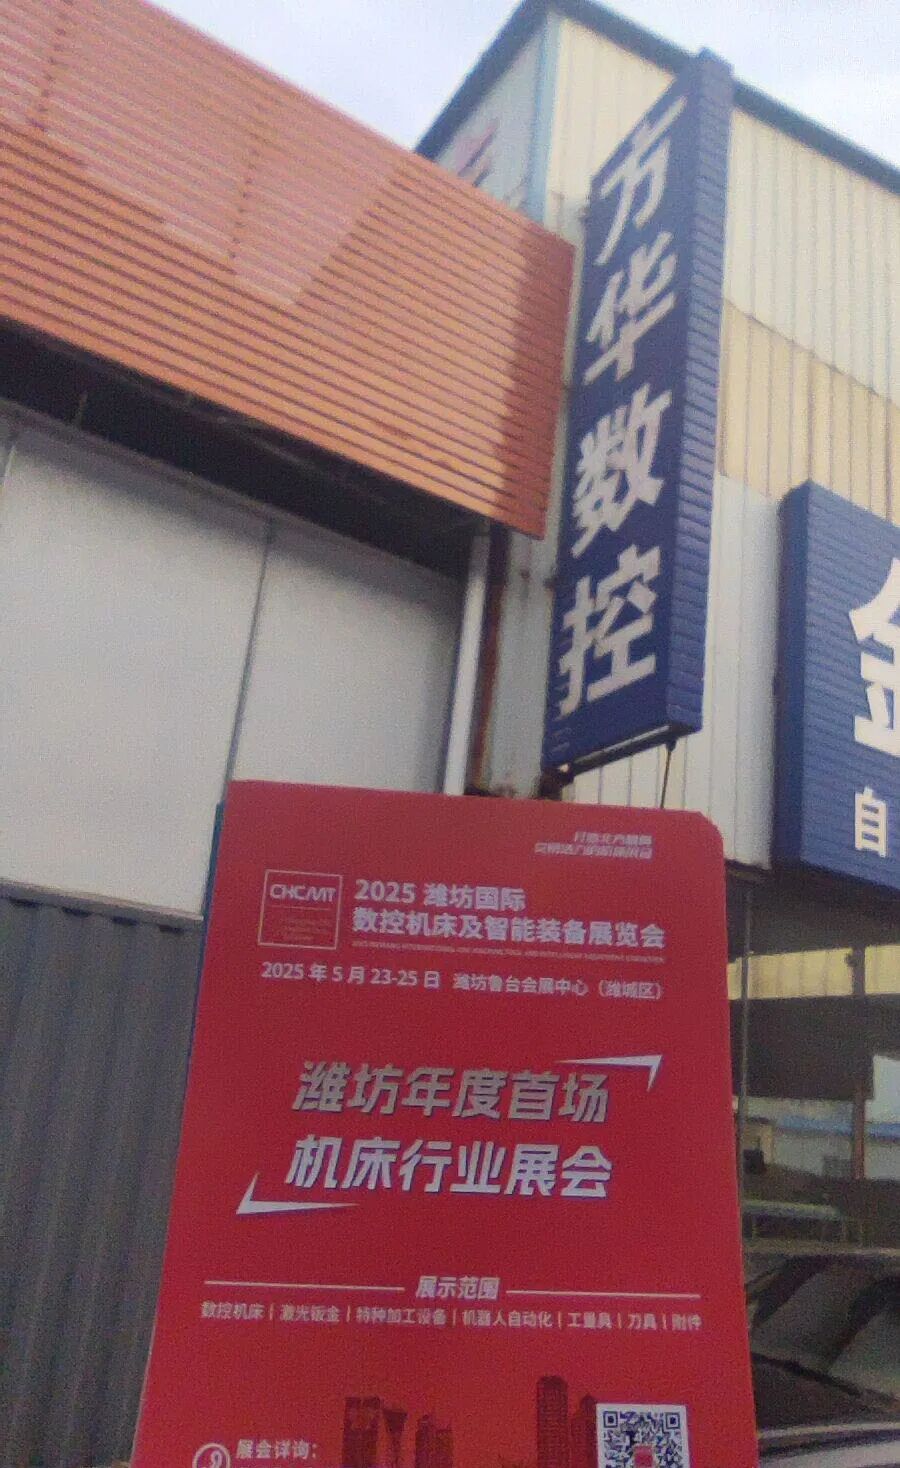 方华数控
自
CHCMT
2025 潍坊国际
数控机床及智能装备展览会
2025 年 5 月 23-25 日 潍坊鲁台会展中心（潍城区）
潍坊年度首场
机床行业展会
展示范围
数控机床 | 激光钣金 | 特种加工设备 | 机器人自动化 | 工量具 | 刀具 | 附件
展会详询：